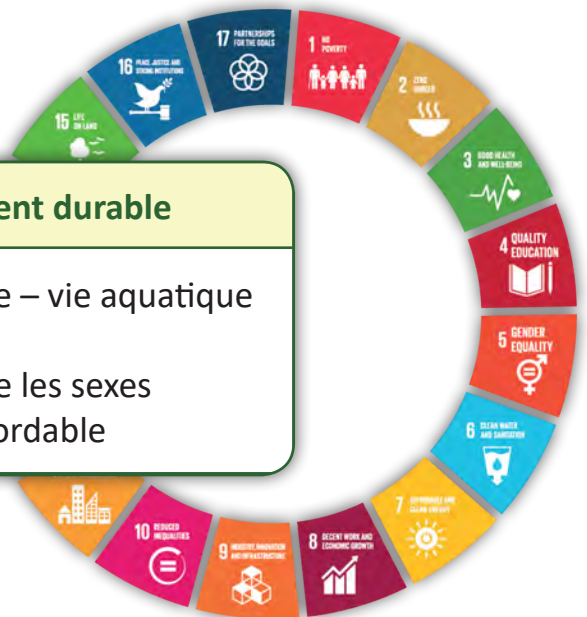 17 PARTNERSHIPS
FOR THE GOALS
1 NO
POVERTY
2 ZERO
HUNGER
3 GOOD HEALTH
AND WELL-BEING
4 QUALITY
EDUCATION
5 GENDER
EQUALITY
6 CLEAN WATER
AND SANITATION
7 AFFORDABLE AND
CLEAN ENERGY
8 DECENT WORK AND
ECONOMIC GROWTH
9 INDUSTRY, INNOVATION
AND INFRASTRUCTURE
10 REDUCED
INEQUALITIES
15 LIFE
ON LAND
16 PEACE, JUSTICE AND
STRONG INSTITUTIONS
ent durable
e – vie aquatique
e les sexes
ordable